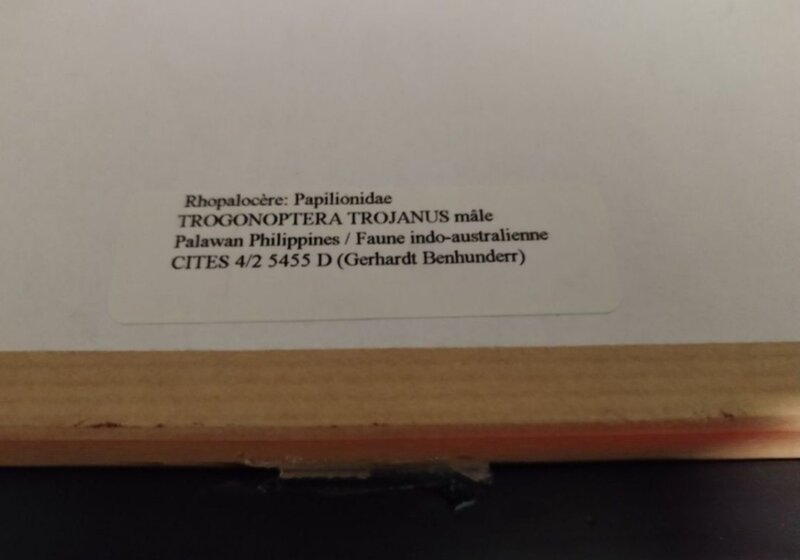 Rhopalocère: Papilionidae
TROGONOPTERA TROJANUS mâle
Palawan Philippines / Faune indo-australienne
CITES 4/2 5455 D (Gerhardt Benhunderr)